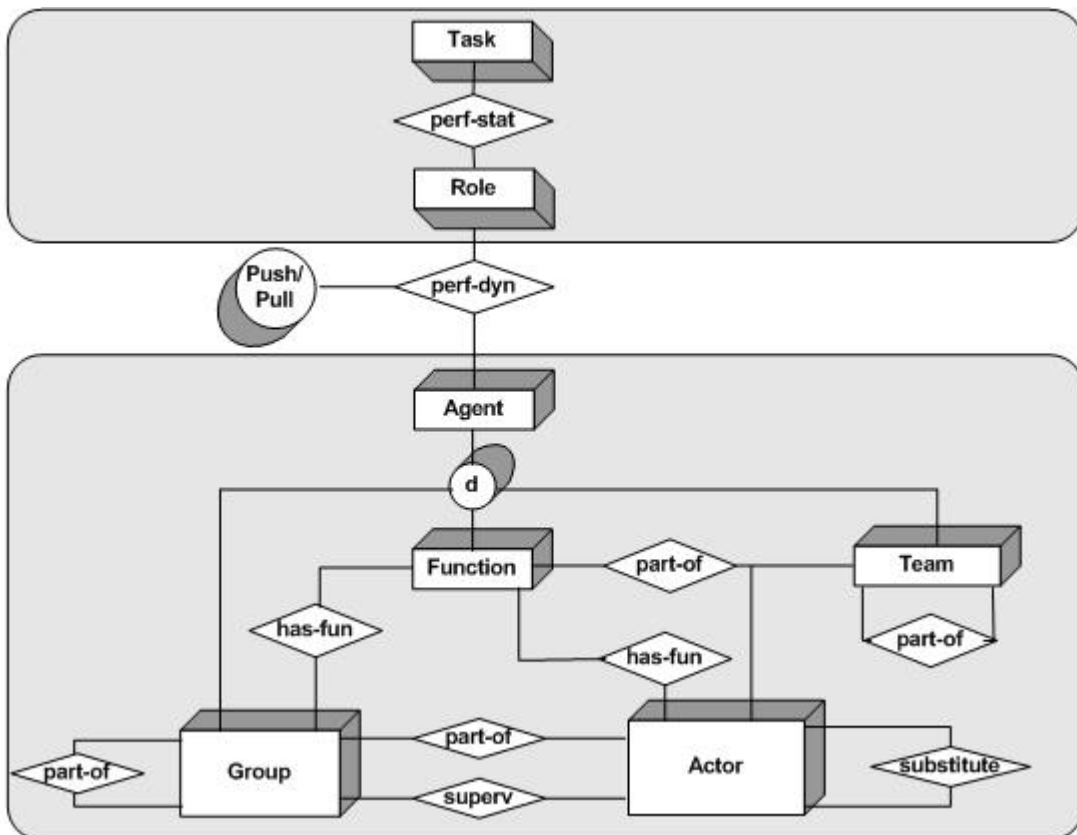 Task
perf-stat
Role
Push/
Pull
perf-dyn
Agent
d
Function
part-of
Team
has-fun
has-fun
part-of
part-of
Group
part-of
Actor
substitute
superv